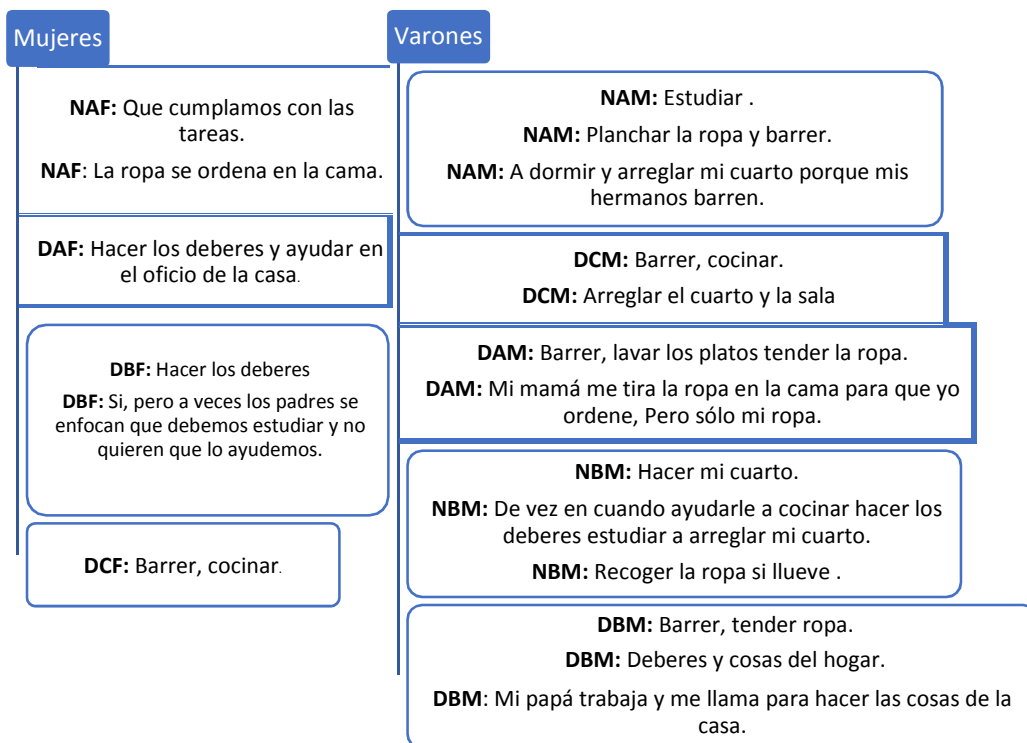 Mujeres
NAF: Que cumplamos con las
tareas.
NAF: La ropa se ordena en la cama.
DAF: Hacer los deberes y ayudar en
el oficio de la casa.
DBF: Hacer los deberes
DBF: Si, pero a veces los padres se
enfocan que debemos estudiar y no
quieren que lo ayudemos.
DCF: Barrer, cocinar.
Varones
NAM: Estudiar .
NAM: Planchar la ropa y barrer.
NAM: A dormir y arreglar mi cuarto porque mis
hermanos barren.
DCM: Barrer, cocinar.
DCM: Arreglar el cuarto y la sala
DAM: Barrer, lavar los platos tender la ropa.
DAM: Mi mamá me tira la ropa en la cama para que yo
ordene, Pero sólo mi ropa.
NBM: Hacer mi cuarto.
NBM: De vez en cuando ayudarle a cocinar hacer los
deberes estudiar a arreglar mi cuarto.
NBM: Recoger la ropa si llueve .
DBM: Barrer, tender ropa.
DBM: Deberes y cosas del hogar.
DBM: Mi papá trabaja y me llama para hacer las cosas de la
casa.